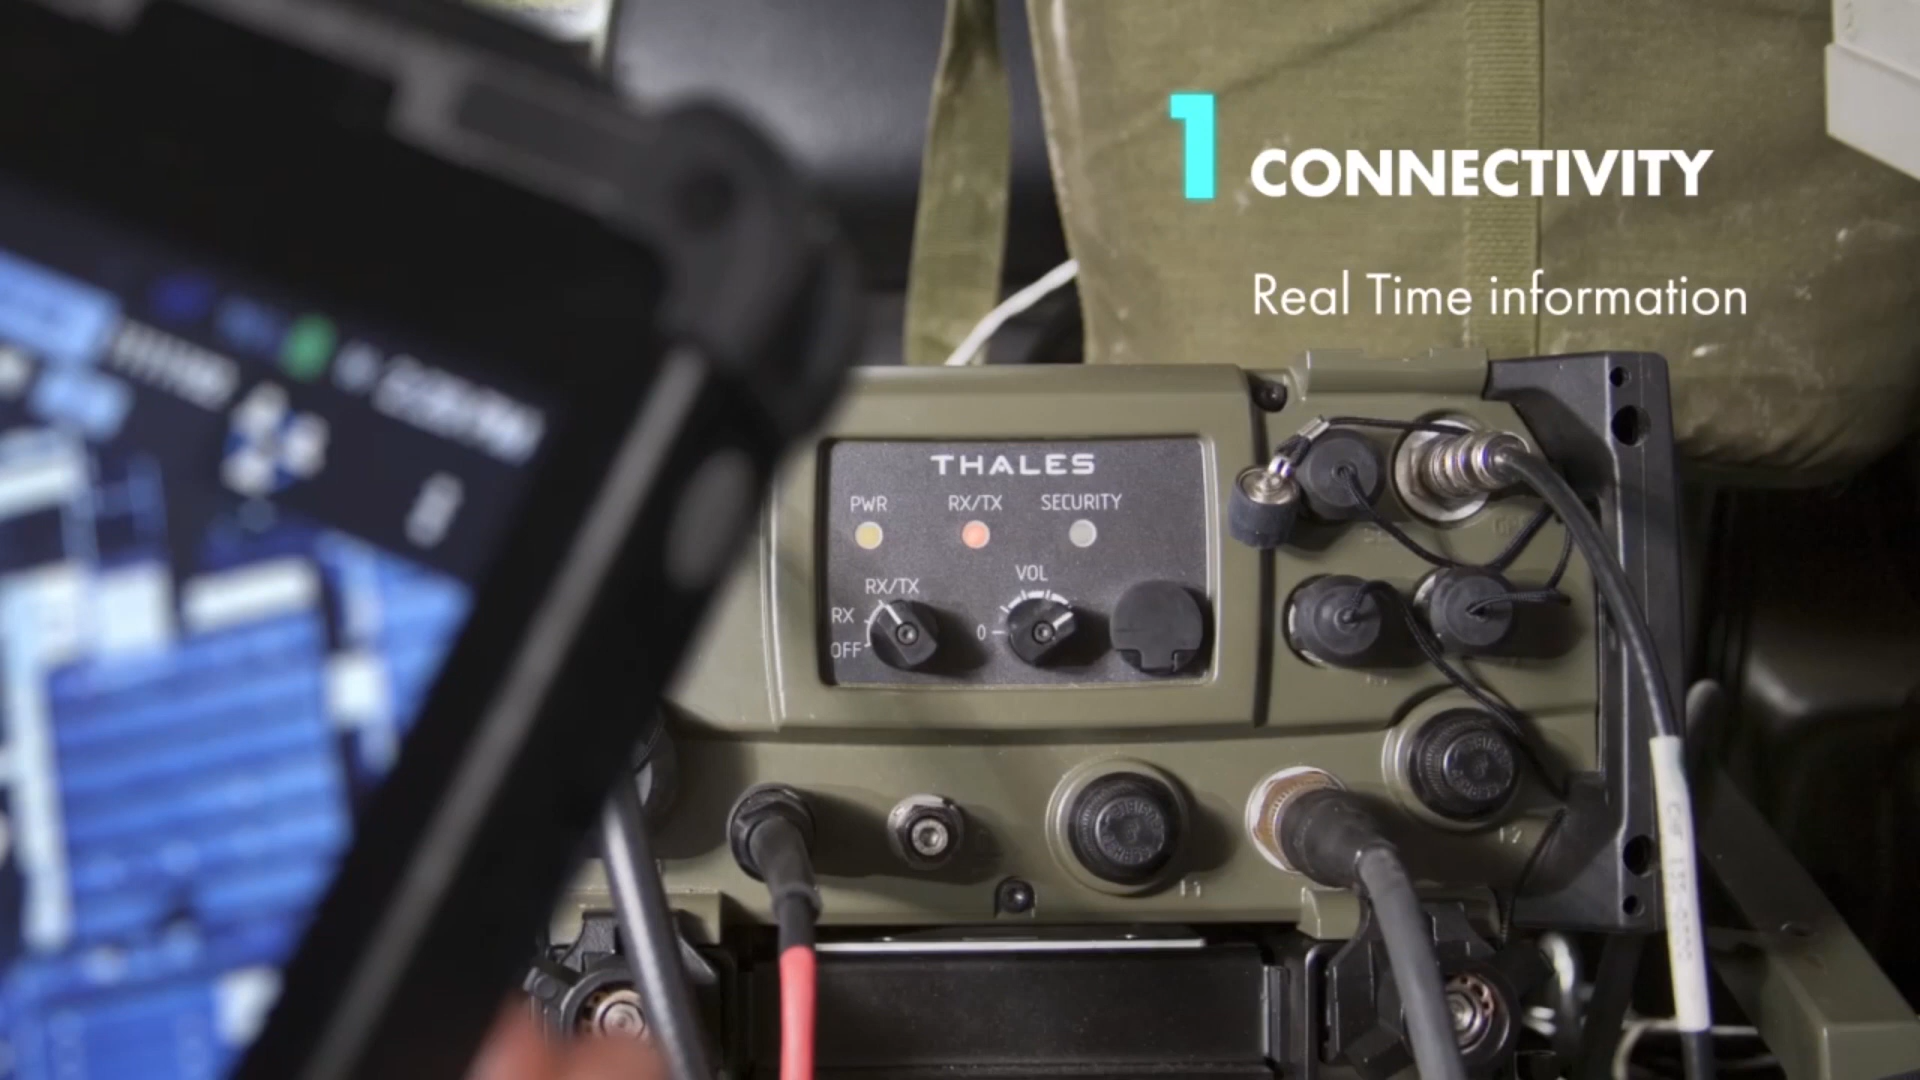 1 CONNECTIVITY
Real Time information
THALES
PWR RX/TX SECURITY
RX/TX
VOL
RX
0
OFF